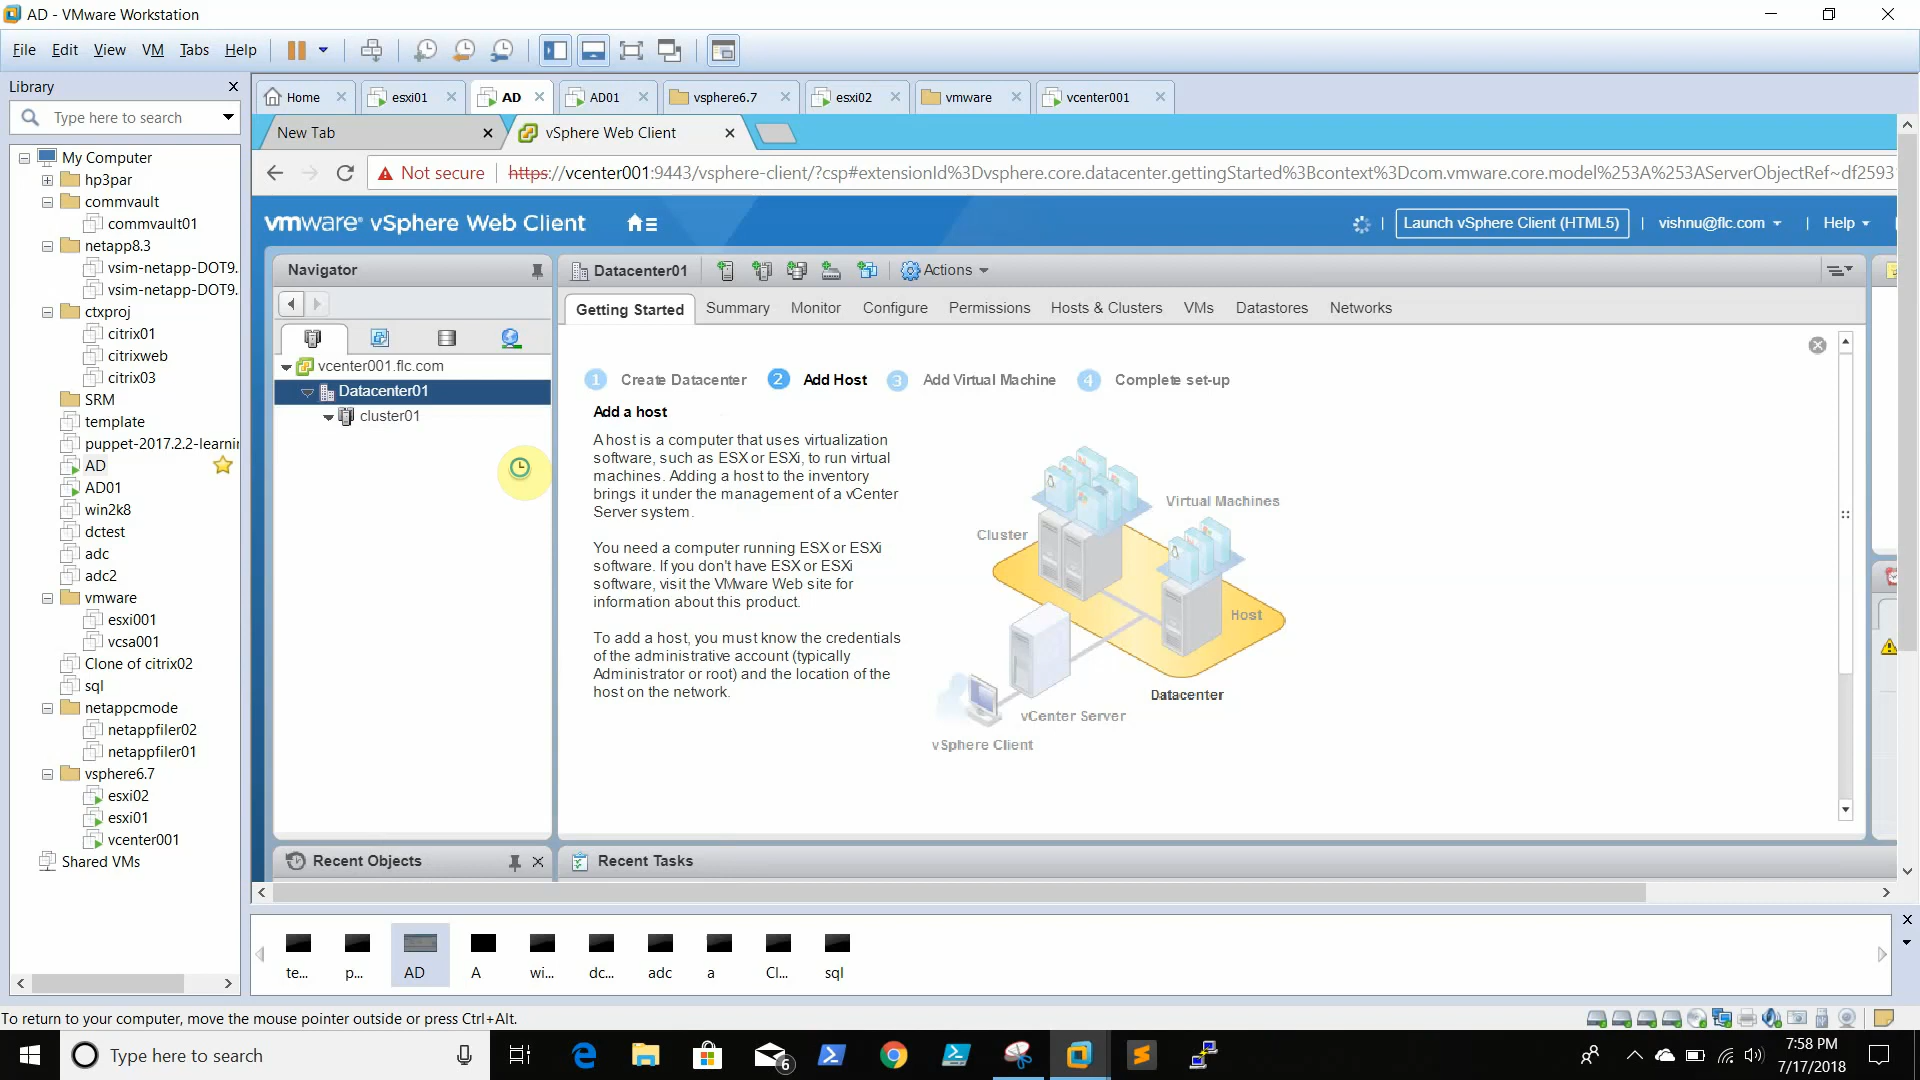 AD - VMware Workstation
File Edit View VM Tabs Help
Library
Type here to search
My Computer
hp3par
commvault
commvault01
netapp8.3
vsim-netapp-DOT9.
vsim-netapp-DOT9.
ctxproj
citrix01
citrixweb
citrix03
SRM
template
puppet-2017.2.2-learnin
AD
AD01
win2k8
dctest
adc
adc2
vmware
esxi001
vcsa001
Clone of citrix02
sql
netappcmode
netappfiler02
netappfiler01
vsphere6.7
esxi02
esxi01
vcenter001
Shared VMs
Home esxi01 AD AD01 vsphere6.7 esxi02 vmware vcenter001
New Tab vSphere Web Client
Not secure https://vcenter001:9443/vsphere-client/?csp#extensionId%3Dvsphere.core.datacenter.gettingStarted%3Bcontext%3Dcom.vmware.core.model%253A%253AServerObjectRef~df2593
vmware® vSphere Web Client Launch vSphere Client (HTML5) vishnu@flc.com Help
Navigator
vcenter001.flc.com
Datacenter01
cluster01
Recent Objects
Datacenter01 Actions
Getting Started Summary Monitor Configure Permissions Hosts & Clusters VMs Datastores Networks
1 Create Datacenter 2 Add Host 3 Add Virtual Machine 4 Complete set-up
Add a host
A host is a computer that uses virtualization
software, such as ESX or ESXi, to run virtual
machines. Adding a host to the inventory
brings it under the management of a vCenter
Server system.
You need a computer running ESX or ESXi
software. If you don't have ESX or ESXi
software, visit the VMware Web site for
information about this product.
To add a host, you must know the credentials
of the administrative account (typically
Administrator or root) and the location of the
host on the network.
Virtual Machines
Cluster
Host
Datacenter
vCenter Server
vSphere Client
Recent Tasks
te... p... AD A wi... dc... adc a Cl... sql
To return to your computer, move the mouse pointer outside or press Ctrl+Alt.
Type here to search
6
7:58 PM
7/17/2018